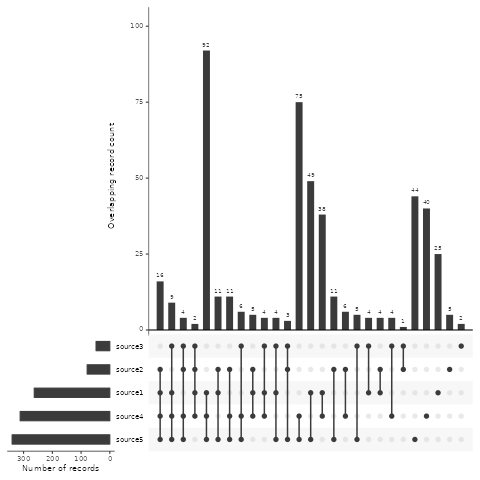 100
75
50
25
0
Overlapping record count
16 9 4 2 92 11 11 6 5 4 4 3 75 49 38 11 6 5 4 4 4 1 44 40 25 5 2
source3
source2
source1
source4
source5
300 200 100 0
Number of records